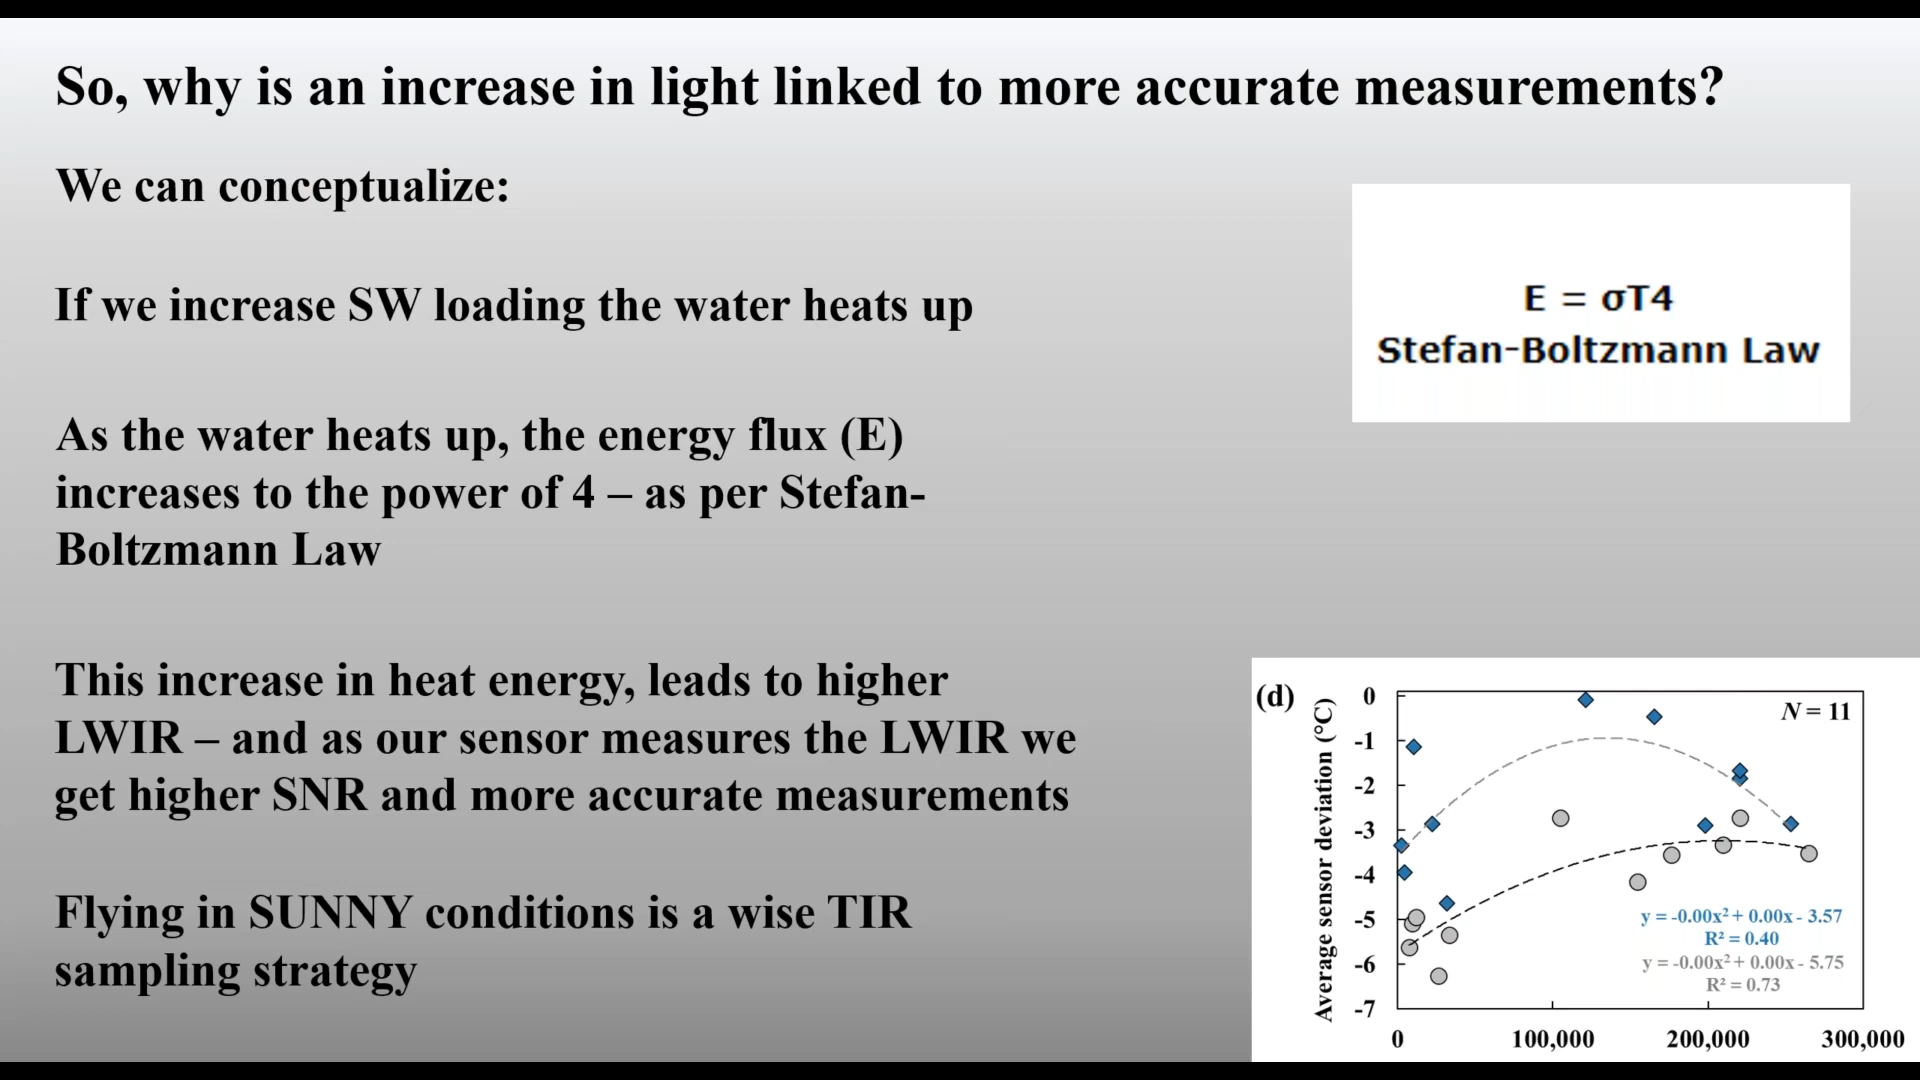 So, why is an increase in light linked to more accurate measurements?
We can conceptualize:
If we increase SW loading the water heats up
As the water heats up, the energy flux (E)
increases to the power of 4 – as per Stefan-
Boltzmann Law
This increase in heat energy, leads to higher
LWIR – and as our sensor measures the LWIR we
get higher SNR and more accurate measurements
Flying in SUNNY conditions is a wise TIR
sampling strategy
E = σT4
Stefan-Boltzmann Law
(d)
Average sensor deviation (°C)
0
-1
-2
-3
-4
-5
-6
-7
N = 11
y = -0.00x² + 0.00x - 3.57
R² = 0.40
y = -0.00x² + 0.00x - 5.75
R² = 0.73
0 100,000 200,000 300,000